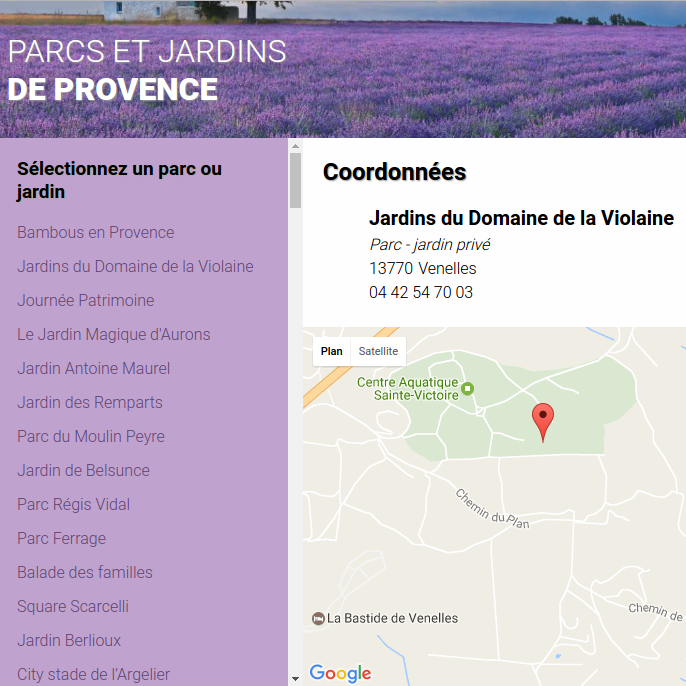 PARCS ET JARDINS
DE PROVENCE
Sélectionnez un parc ou
jardin
Bambous en Provence
Jardins du Domaine de la Violaine
Journée Patrimoine
Le Jardin Magique d'Aurons
Jardin Antoine Maurel
Jardin des Remparts
Parc du Moulin Peyre
Jardin de Belsunce
Parc Régis Vidal
Parc Ferrage
Balade des familles
Square Scarcelli
Jardin Berlioux
City stade de l'Argelier
Coordonnées
Jardins du Domaine de la Violaine
Parc - jardin privé
13770 Venelles
04 42 54 70 03
Plan
Satellite
Centre Aquatique
Sainte-Victoire
Chemin du Plan
La Bastide de Venelles
Chemin de
Google